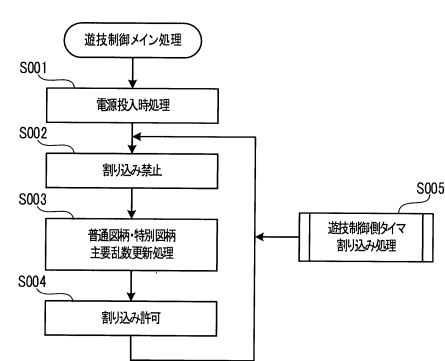 遊技制御メイン処理
S001
電源投入時処理
S002
割り込み禁止
S003
普通図柄・特別図柄
主要乱数更新処理
S004
割り込み許可
S005
遊技制御側タイマ
割り込み処理